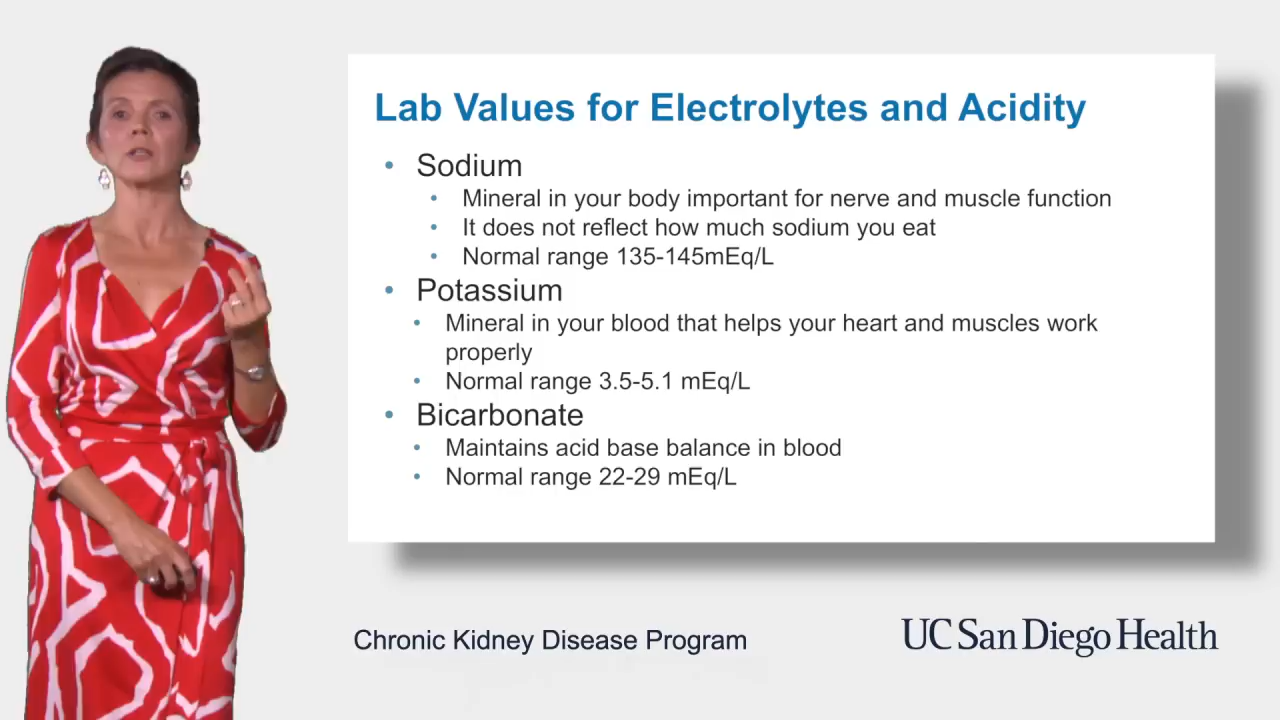 Lab Values for Electrolytes and Acidity
• Sodium
• Mineral in your body important for nerve and muscle function
• It does not reflect how much sodium you eat
• Normal range 135-145mEq/L
• Potassium
• Mineral in your blood that helps your heart and muscles work
properly
• Normal range 3.5-5.1 mEq/L
• Bicarbonate
• Maintains acid base balance in blood
• Normal range 22-29 mEq/L
Chronic Kidney Disease Program
UC San Diego Health